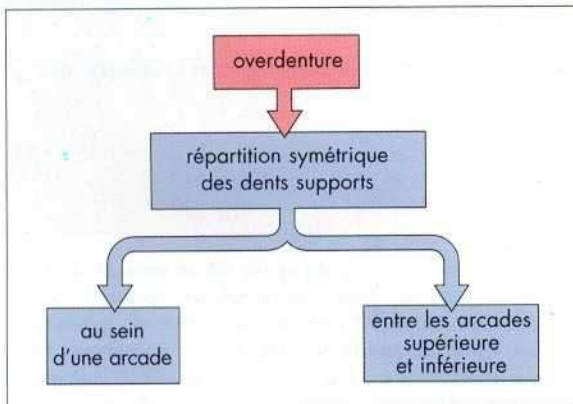 overdenture
répartition symétrique
des dents supports
au sein
d'une arcade
entre les arcades
supérieure
et inférieure